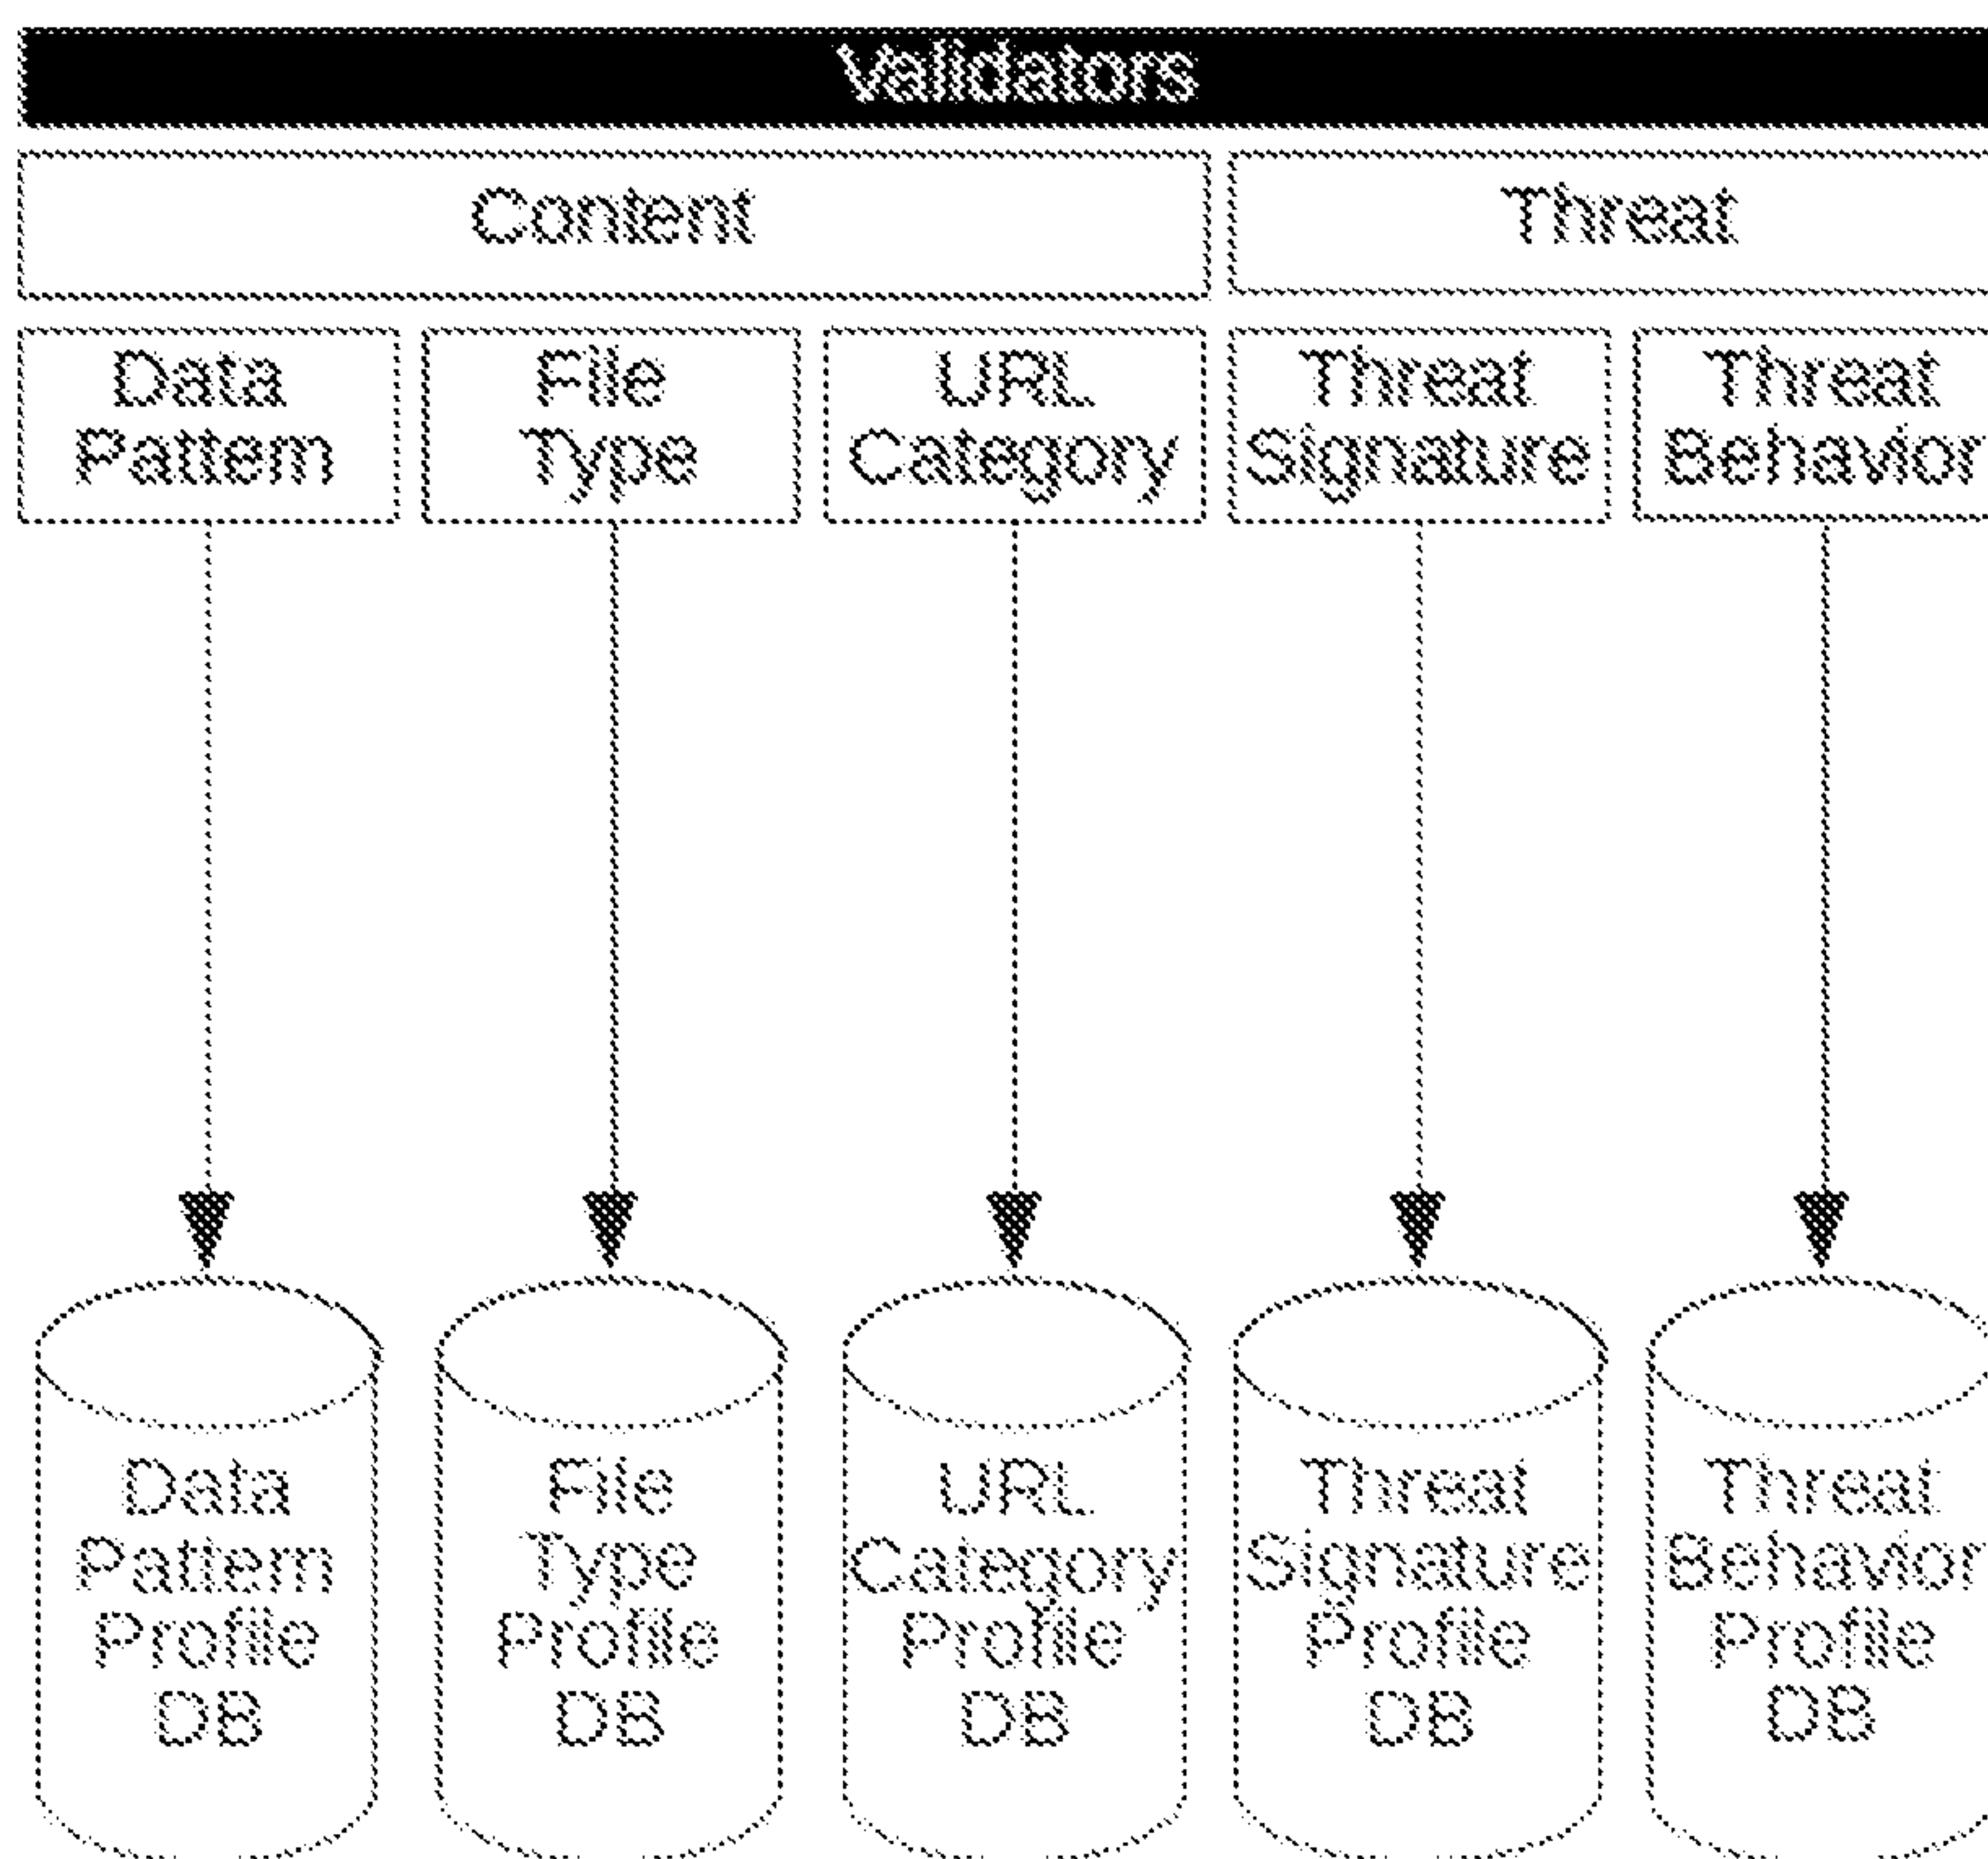 Validators
Content
Threat
Data
Pattern
File
Type
URL
Category
Threat
Signature
Threat
Behavior
Data
Pattern
Profile
DB
File
Type
Profile
DB
URL
Category
Profile
DB
Threat
Signature
Profile
DB
Threat
Behavior
Profile
DB